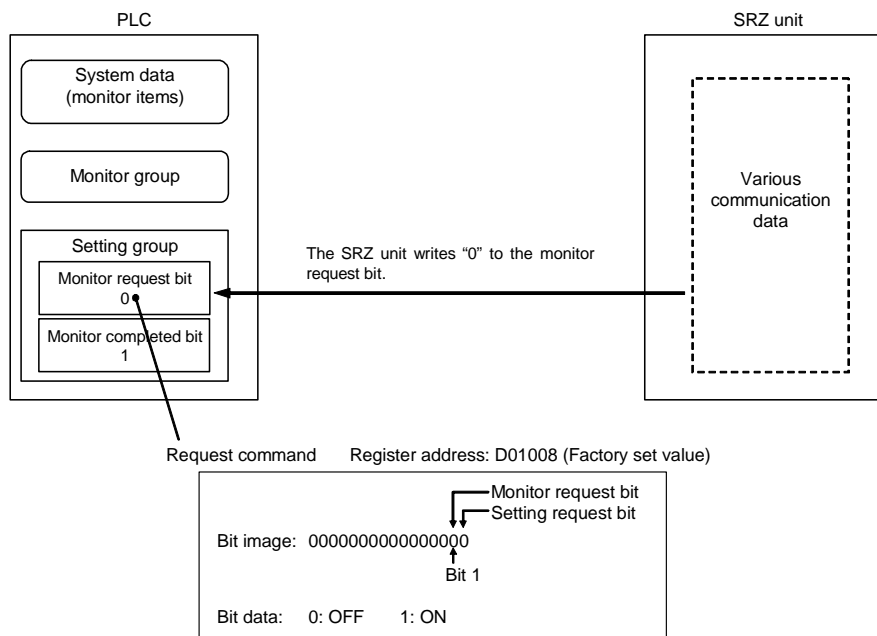 PLC
SRZ unit
System data
(monitor items)
Monitor group
Setting group
Monitor request bit
0
Monitor completed bit
1
The SRZ unit writes “0” to the monitor
request bit.
Various
communication
data
Request command Register address: D01008 (Factory set value)
Monitor request bit
Setting request bit
Bit image: 0000000000000000
Bit 1
Bit data: 0: OFF 1: ON